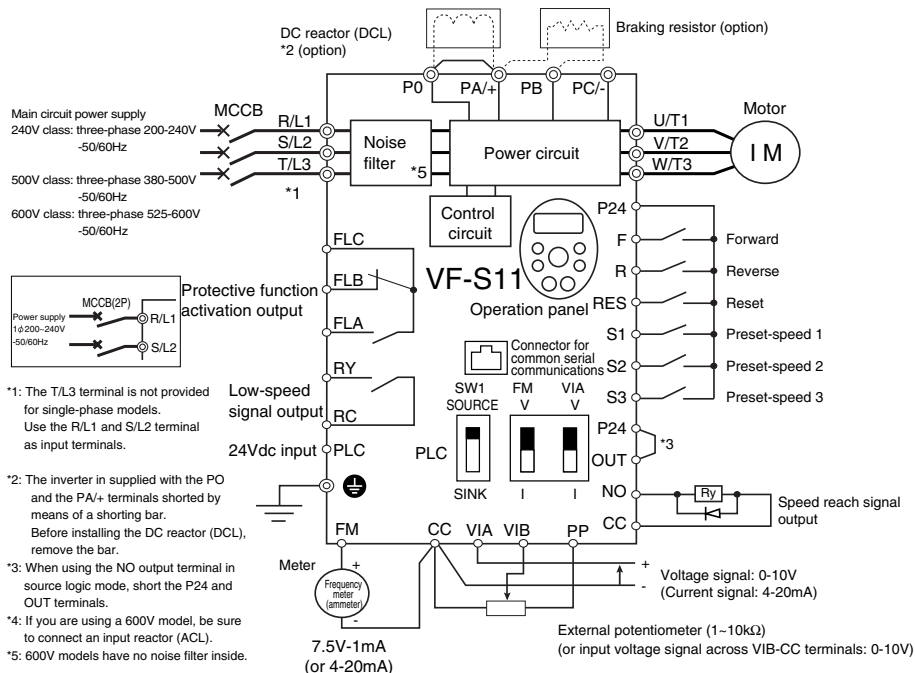 DC reactor (DCL)
*2 (option)
Braking resistor (option)
P0
PA/+
PB
PC/-
Main circuit power supply
240V class: three-phase 200-240V
-50/60Hz
500V class: three-phase 380-500V
-50/60Hz
600V class: three-phase 525-600V
-50/60Hz
MCCB
R/L1
S/L2
T/L3
*1
Noise
filter
*5
Power circuit
Control
circuit
U/T1
V/T2
W/T3
Motor
I M
MCCB(2P)
Power supply
1ϕ200~240V
-50/60Hz
R/L1
S/L2
Protective function
activation output
FLC
FLB
FLA
Low-speed
signal output
RY
RC
24Vdc input
PLC
VF-S11
Operation panel
Connector for
common serial
communications
SW1
SOURCE
PLC
SINK
FM
V
I
VIA
V
I
P24
F
Forward
R
Reverse
RES
Reset
S1
Preset-speed 1
S2
Preset-speed 2
S3
Preset-speed 3
P24
*3
OUT
NO
Ry
CC
Speed reach signal
output
FM
CC
VIA
VIB
PP
Meter
+
Frequency
meter
(ammeter)
-
7.5V-1mA
(or 4-20mA)
+
-
Voltage signal: 0-10V
(Current signal: 4-20mA)
External potentiometer (1~10kΩ)
(or input voltage signal across VIB-CC terminals: 0-10V)
*1: The T/L3 terminal is not provided
for single-phase models.
Use the R/L1 and S/L2 terminal
as input terminals.
*2: The inverter in supplied with the PO
and the PA/+ terminals shorted by
means of a shorting bar.
Before installing the DC reactor (DCL),
remove the bar.
*3: When using the NO output terminal in
source logic mode, short the P24 and
OUT terminals.
*4: If you are using a 600V model, be sure
to connect an input reactor (ACL).
*5: 600V models have no noise filter inside.